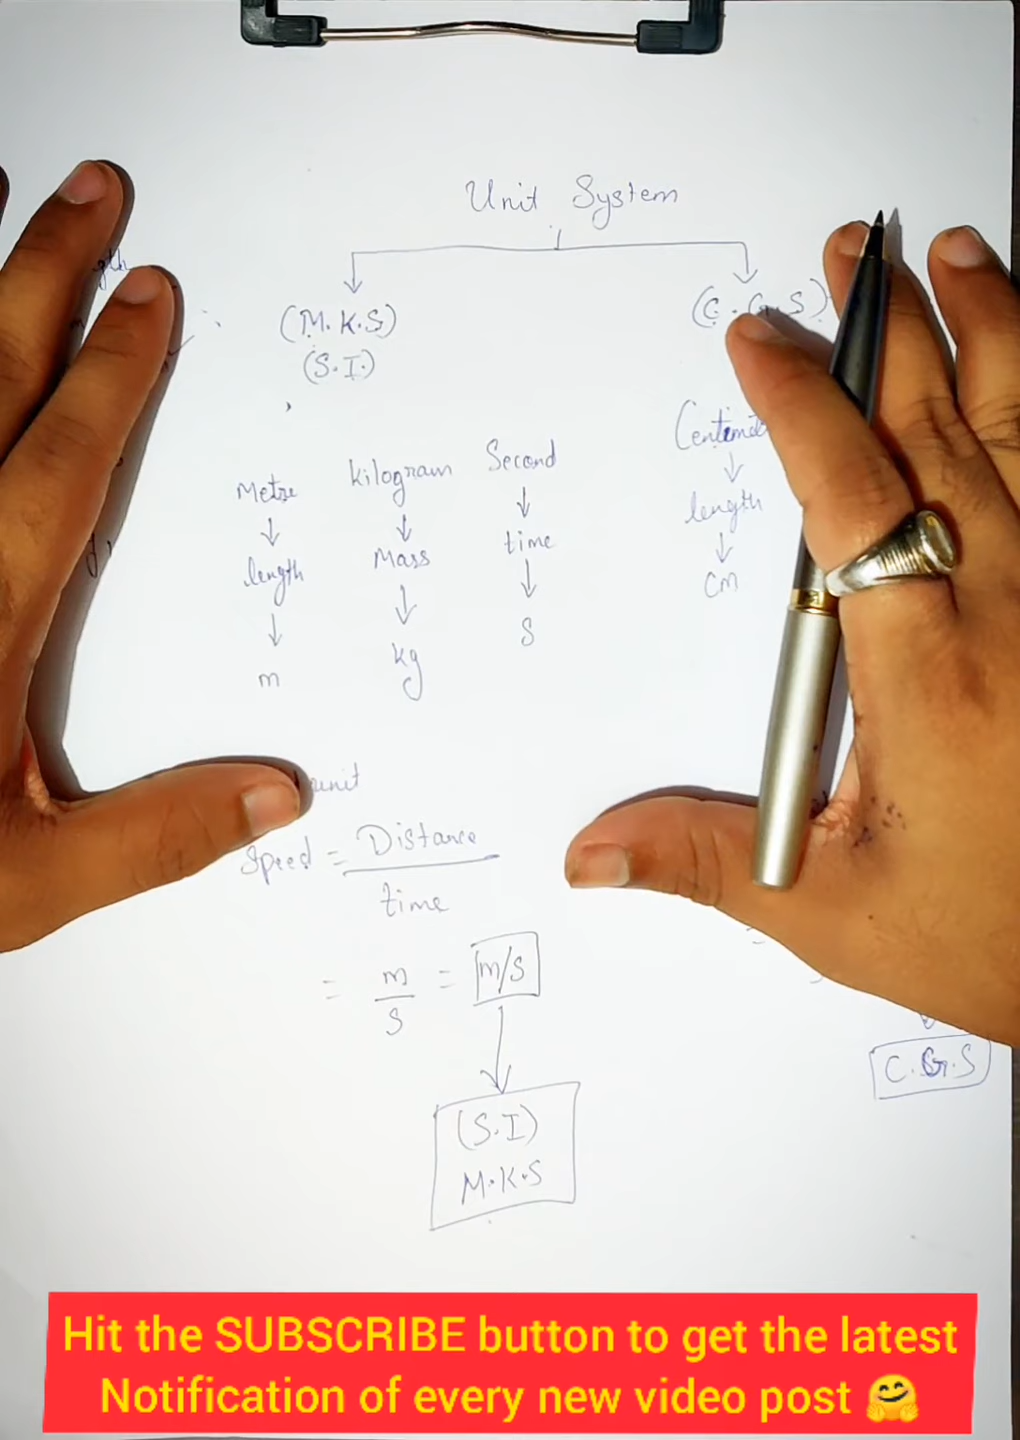 Unit System
(M.K.S)
(C.G.S)
(S.I.)
Metre
kilogram
Second
length
Mass
time
m
kg
S
length
cm
unit
Speed = Distance
time
= m
S
= m/s
(S.I)
M.K.S
C.G.S
Hit the SUBSCRIBE button to get the latest
Notification of every new video post 🤗